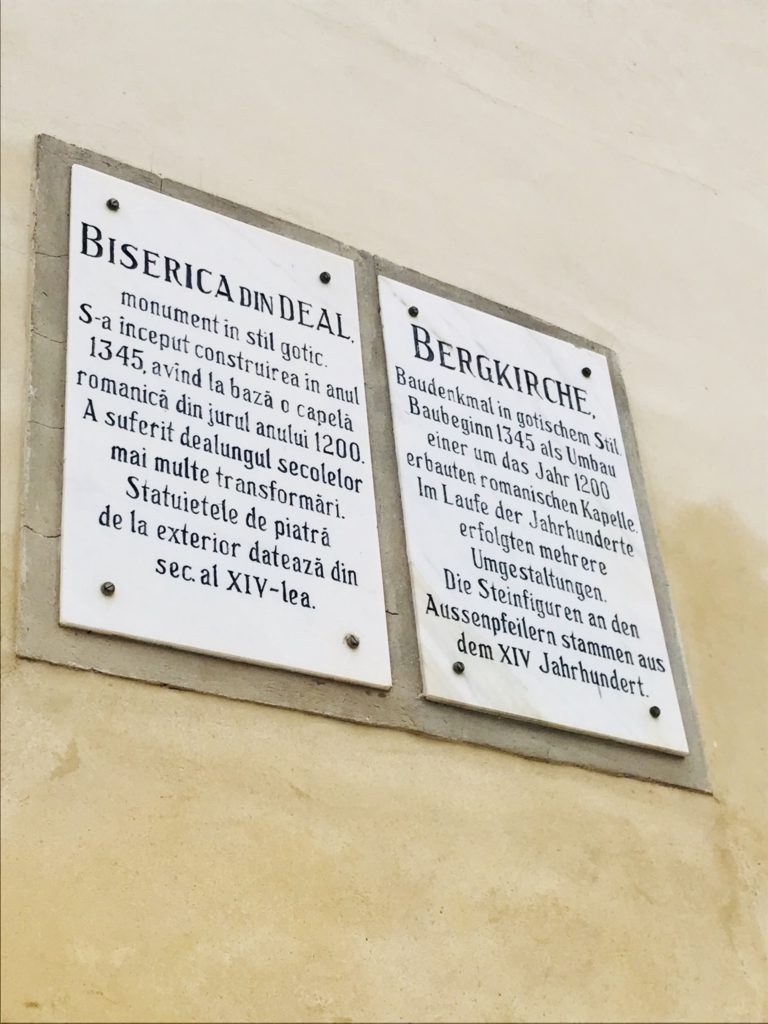 BISERICA DIN DEAL.
monument in stil gotic.
S-a început construirea in anul
1345, avind la bază o capelă
romanică din jurul anului 1200.
A suferit dealungul secolelor
mai multe transformări.
Statuietele de piatră
de la exterior datează din
sec. al XIV-lea.
BERGKIRCHE,
Baudenkmal in gotischem Stil.
Baubeginn 1345 als Umbau
einer um das Jahr 1200
erbauten romanischen Kapelle.
Im Laufe der Jahrhunderte
erfolgten mehrere
Umgestaltungen.
Die Steinfiguren an den
Aussenpfeilern stammen aus
dem XIV Jahrhundert.